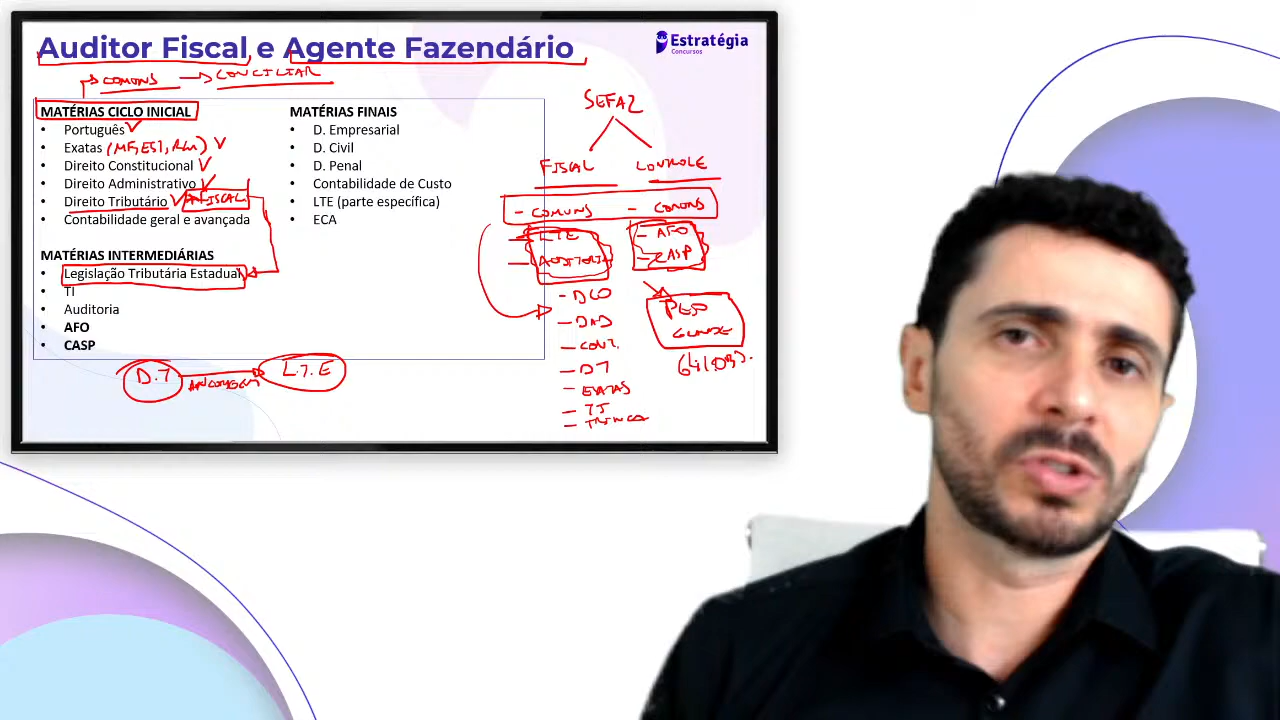 Auditor Fiscal e Agente Fazendário
Estratégia
Concursos
COMUNS → CONCILIAR
MATÉRIAS CICLO INICIAL
• Português
• Exatas (MF, EST, RLM)
• Direito Constitucional
• Direito Administrativo
• Direito Tributário FISCAL
• Contabilidade geral e avançada
MATÉRIAS INTERMEDIÁRIAS
• Legislação Tributária Estadual
• TI
• Auditoria
• AFO
• CASP
D.T L.T.E
MATÉRIAS FINAIS
• D. Empresarial
• D. Civil
• D. Penal
• Contabilidade de Custo
• LTE (parte específica)
• ECA
SEFAZ
FISCAL CONTROLE
- COMUNS - COMUNS
- LTE - AFO
- AUDITORIA - CASP
- DCO
- DAD
- CONT.
- DT
- EXATAS
- TI
PESO
GRANDE